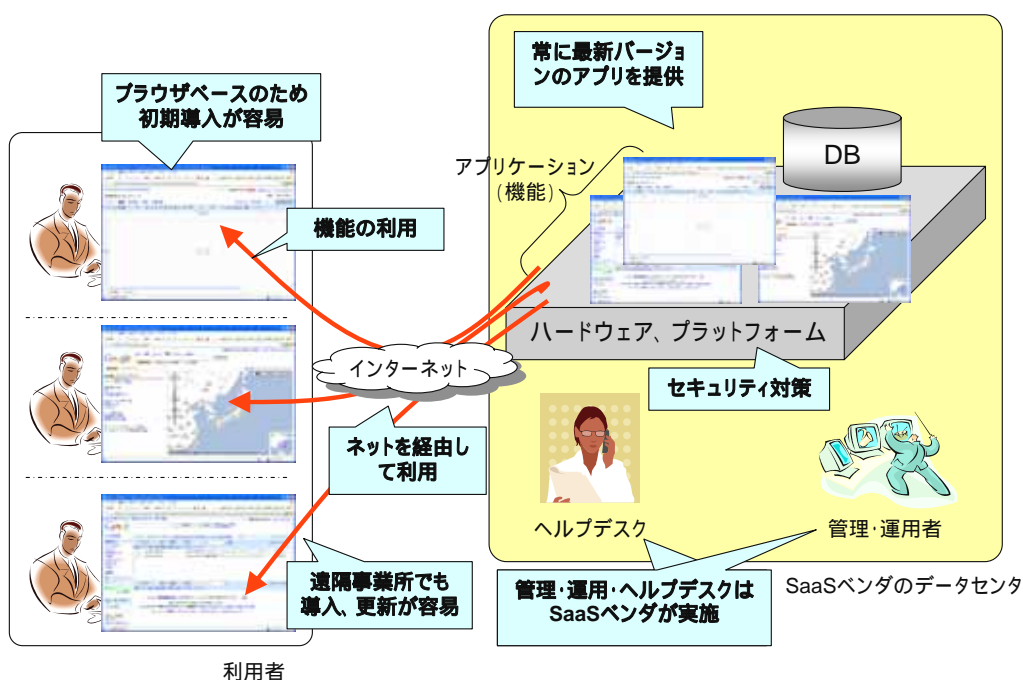 常に最新バージョ
ンのアプリを提供
ブラウザベースのため
初期導入が容易
DB
アプリケーション
(機能)
機能の利用
ハードウェア、プラットフォーム
インターネット
セキュリティ対策
ネットを経由し
て利用
ヘルプデスク
管理・運用者
遠隔事業所でも
導入、更新が容易
管理・運用・ヘルプデスクは
SaaSベンダが実施
SaaSベンダのデータセンタ
利用者